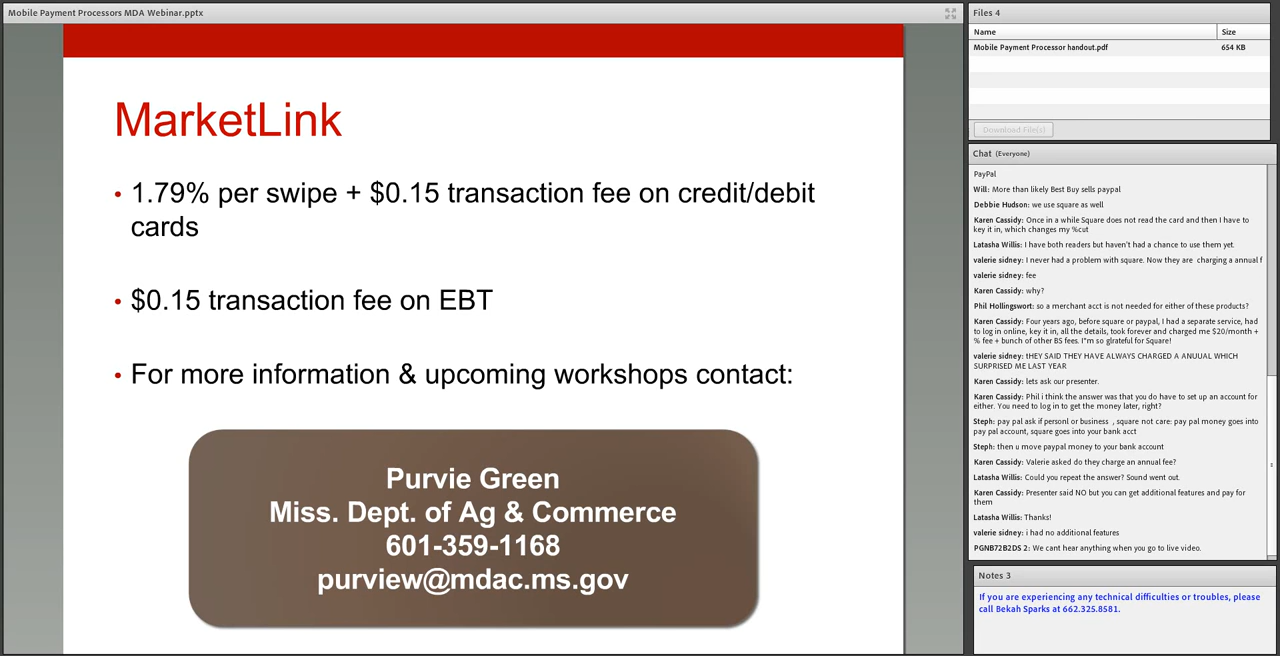 Mobile Payment Processors MDA Webinar.pptx
MarketLink
• 1.79% per swipe + $0.15 transaction fee on credit/debit
cards
• $0.15 transaction fee on EBT
• For more information & upcoming workshops contact:
Purvie Green
Miss. Dept. of Ag & Commerce
601-359-1168
purview@mdac.ms.gov
Files 4
Name Size
Mobile Payment Processor handout.pdf 654 KB
Download File(s)
Chat (Everyone)
PayPal
Will: More than likely Best Buy sells paypal
Debbie Hudson: we use square as well
Karen Cassidy: Once in a while Square does not read the card and then I have to
key it in, which changes my %cut
Latasha Willis: I have both readers but haven't had a chance to use them yet.
valerie sidney: I never had a problem with square. Now they are charging a annual f
valerie sidney: fee
Karen Cassidy: why?
Phil Hollingswort: so a merchant acct is not needed for either of these products?
Karen Cassidy: Four years ago, before square or paypal, I had a separate service, had
to log in online, key it in, all the details, took forever and charged me $20/month +
% fee + bunch of other BS fees. I"m so glrateful for Square!
valerie sidney: tHEY SAID THEY HAVE ALWAYS CHARGED A ANUUAL WHICH
SURPRISED ME LAST YEAR
Karen Cassidy: lets ask our presenter.
Karen Cassidy: Phil i think the answer was that you do have to set up an account for
either. You need to log in to get the money later, right?
Steph: pay pal ask if personl or business , square not care: pay pal money goes into
pay pal account, square goes into your bank acct
Steph: then u move paypal money to your bank account
Karen Cassidy: Valerie asked do they charge an annual fee?
Latasha Willis: Could you repeat the answer? Sound went out.
Karen Cassidy: Presenter said NO but you can get additional features and pay for
them
Latasha Willis: Thanks!
valerie sidney: i had no additional features
PGNB72B2DS 2: We cant hear anything when you go to live video.
Notes 3
If you are experiencing any technical difficulties or troubles, please
call Bekah Sparks at 662.325.8581.